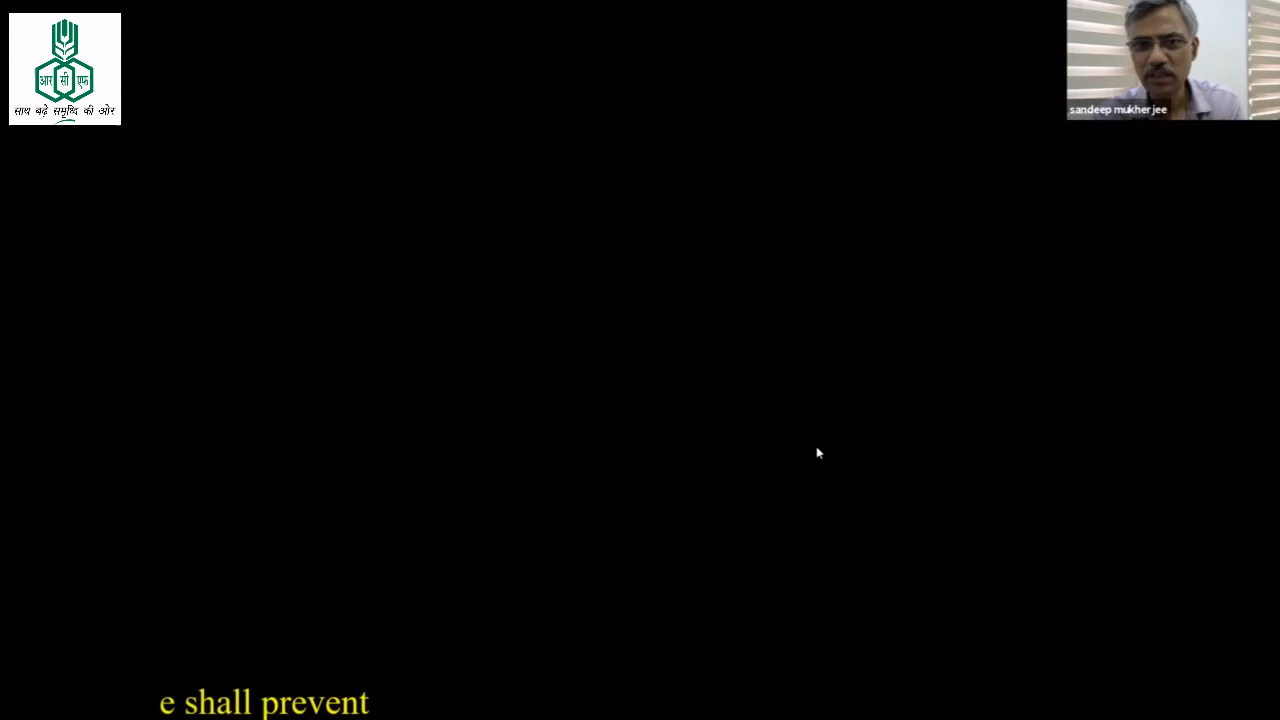 आर सी एफ
साथ बढ़े समृध्दि की ओर
sandeep mukherjee
e shall prevent